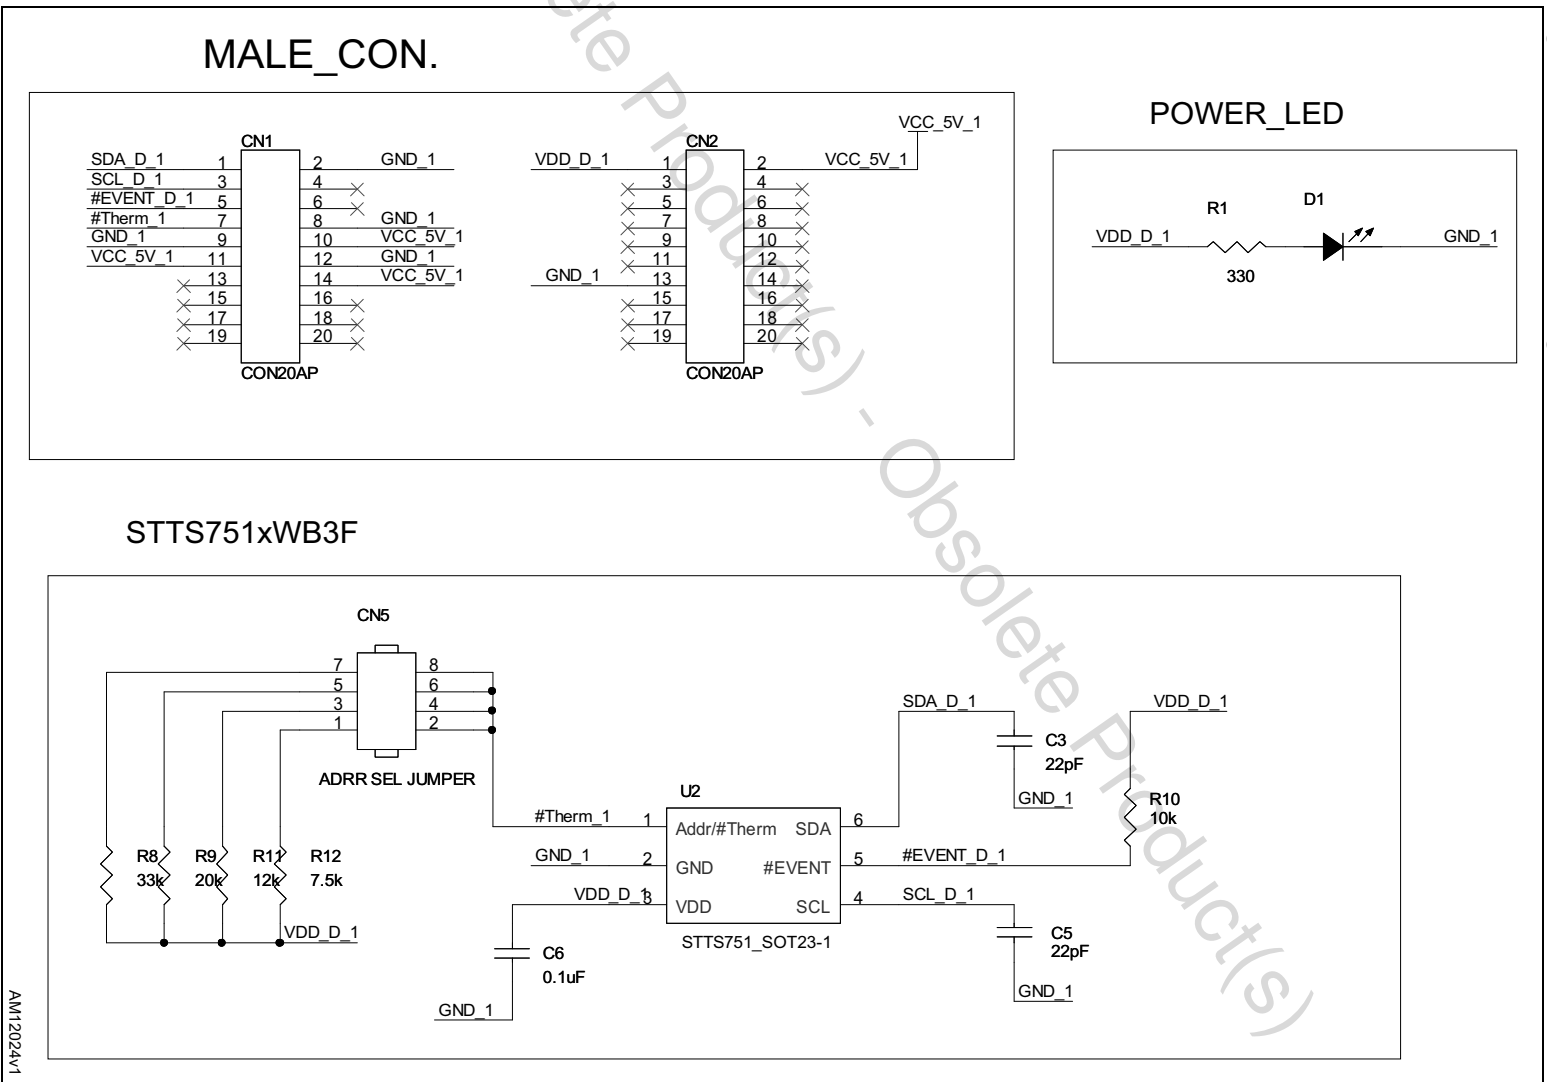 MALE_CON.
CN1
SDA_D_1 1 2 GND_1
SCL_D_1 3 4
#EVENT_D_1 5 6
#Therm_1 7 8 GND_1
GND_1 9 10 VCC_5V_1
VCC_5V_1 11 12 GND_1
13 14 VCC_5V_1
15 16
17 18
19 20
CON20AP
VCC_5V_1
CN2
VDD_D_1 1 2 VCC_5V_1
3 4
5 6
7 8
9 10
11 12
GND_1 13 14
15 16
17 18
19 20
CON20AP
POWER_LED
R1 D1
VDD_D_1 GND_1
330
STTS751xWB3F
CN5
7 8
5 6
3 4
1 2
ADRR SEL JUMPER
R8 R9 R11 R12
33k 20k 12k 7.5k
VDD_D_1
U2
#Therm_1 1 Addr/#Therm SDA 6
GND_1 2 GND #EVENT 5 #EVENT_D_1
VDD_D_1 3 VDD SCL 4 SCL_D_1
STTS751_SOT23-1
C6
0.1uF
GND_1
SDA_D_1
C3
22pF
GND_1
VDD_D_1
R10
10k
C5
22pF
GND_1
AM12024v1
ete Product(s) - Obsolete Product(s)